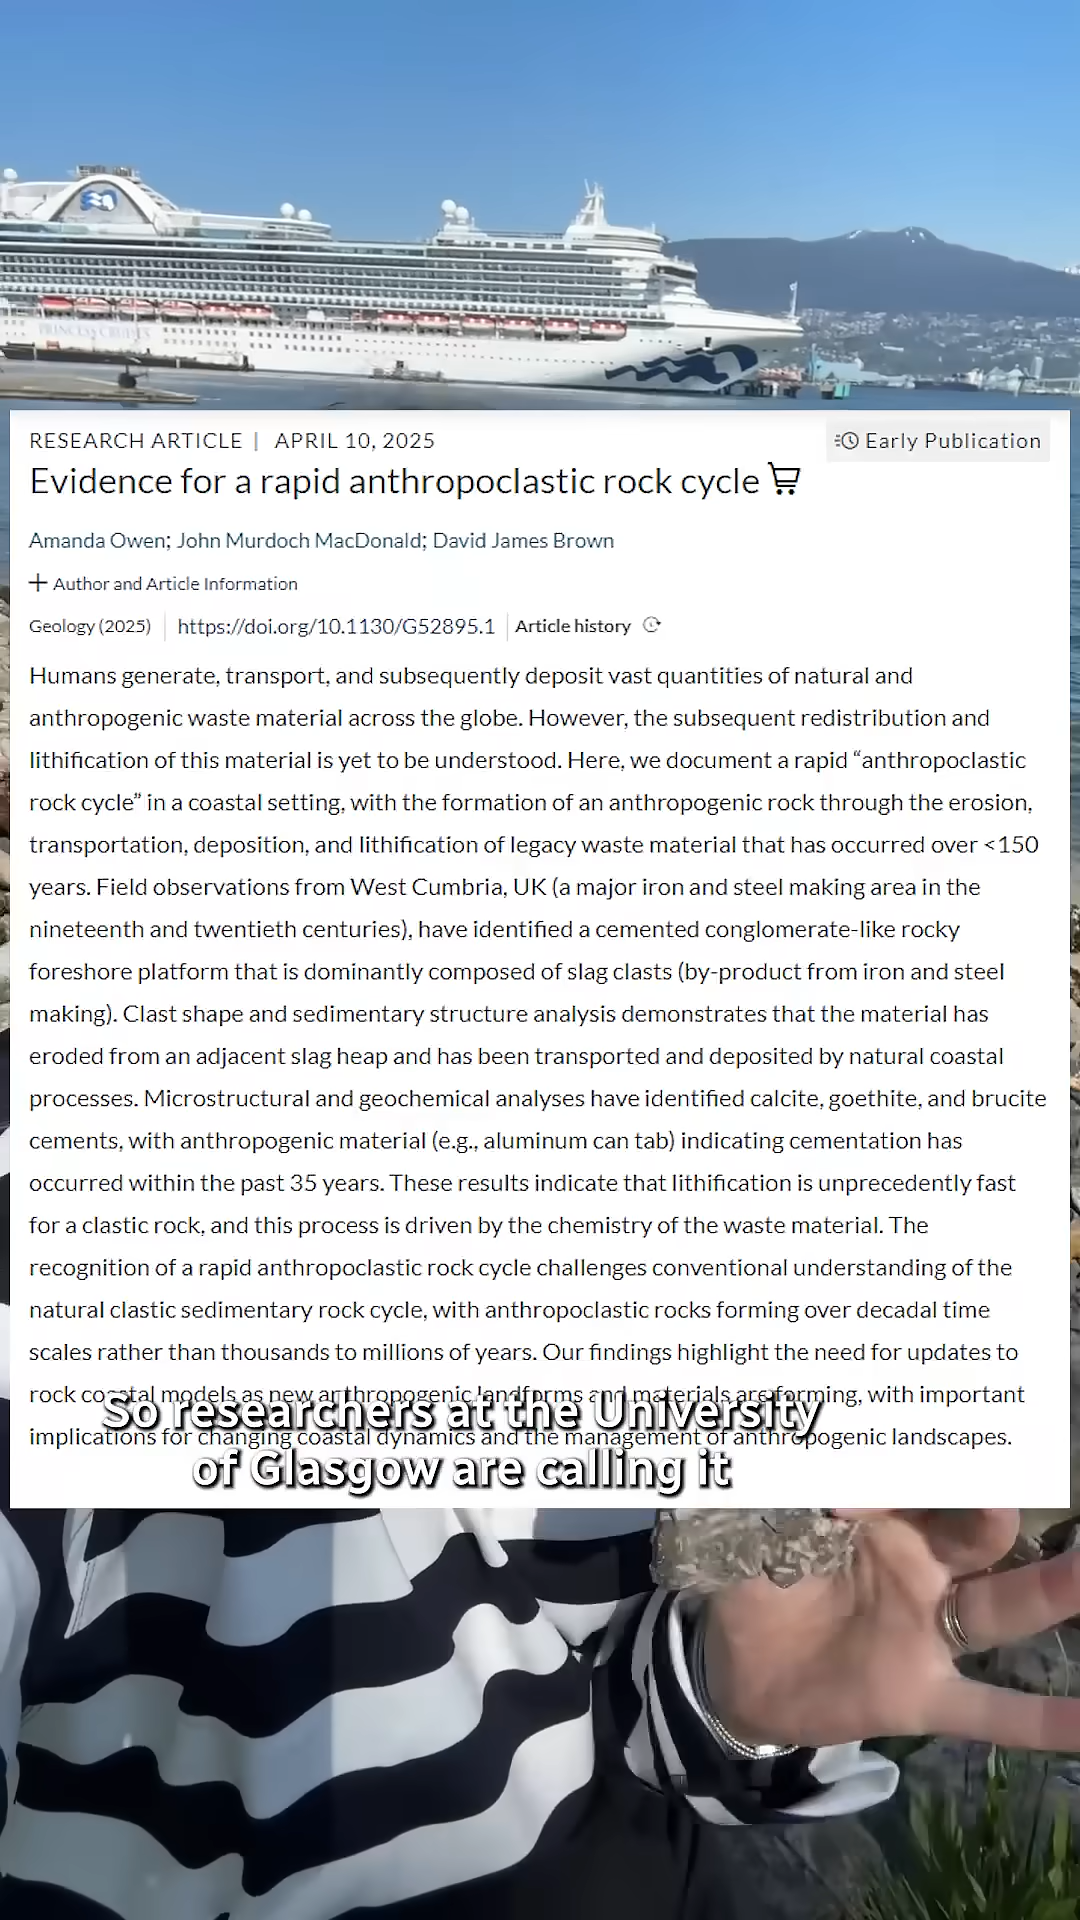 PRINCESS CRUISES
RESEARCH ARTICLE | APRIL 10, 2025
Early Publication
Evidence for a rapid anthropoclastic rock cycle
Amanda Owen; John Murdoch MacDonald; David James Brown
+ Author and Article Information
Geology (2025) | https://doi.org/10.1130/G52895.1 | Article history
Humans generate, transport, and subsequently deposit vast quantities of natural and
anthropogenic waste material across the globe. However, the subsequent redistribution and
lithification of this material is yet to be understood. Here, we document a rapid “anthropoclastic
rock cycle” in a coastal setting, with the formation of an anthropogenic rock through the erosion,
transportation, deposition, and lithification of legacy waste material that has occurred over <150
years. Field observations from West Cumbria, UK (a major iron and steel making area in the
nineteenth and twentieth centuries), have identified a cemented conglomerate-like rocky
foreshore platform that is dominantly composed of slag clasts (by-product from iron and steel
making). Clast shape and sedimentary structure analysis demonstrates that the material has
eroded from an adjacent slag heap and has been transported and deposited by natural coastal
processes. Microstructural and geochemical analyses have identified calcite, goethite, and brucite
cements, with anthropogenic material (e.g., aluminum can tab) indicating cementation has
occurred within the past 35 years. These results indicate that lithification is unprecedently fast
for a clastic rock, and this process is driven by the chemistry of the waste material. The
recognition of a rapid anthropoclastic rock cycle challenges conventional understanding of the
natural clastic sedimentary rock cycle, with anthropoclastic rocks forming over decadal time
scales rather than thousands to millions of years. Our findings highlight the need for updates to
rock coastal models as new anthropogenic landforms and materials are forming, with important
implications for changing coastal dynamics and the management of anthropogenic landscapes.
So researchers at the University
of Glasgow are calling it